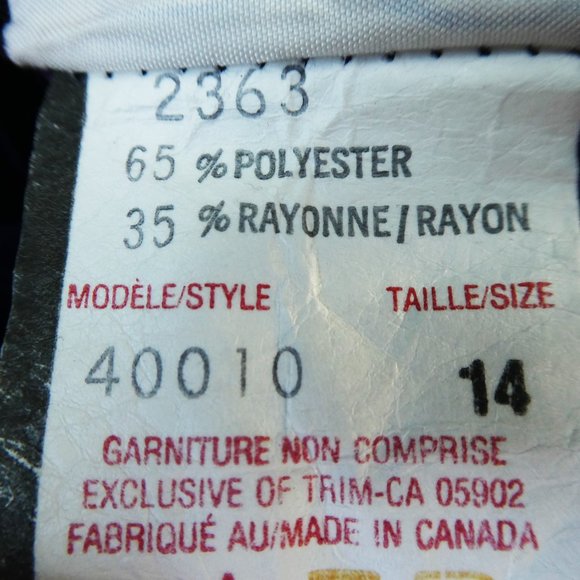 2363
65 % POLYESTER
35 % RAYONNE/RAYON
MODÈLE/STYLE TAILLE/SIZE
40010 14
GARNITURE NON COMPRISE
EXCLUSIVE OF TRIM-CA 05902
FABRIQUÉ AU/MADE IN CANADA